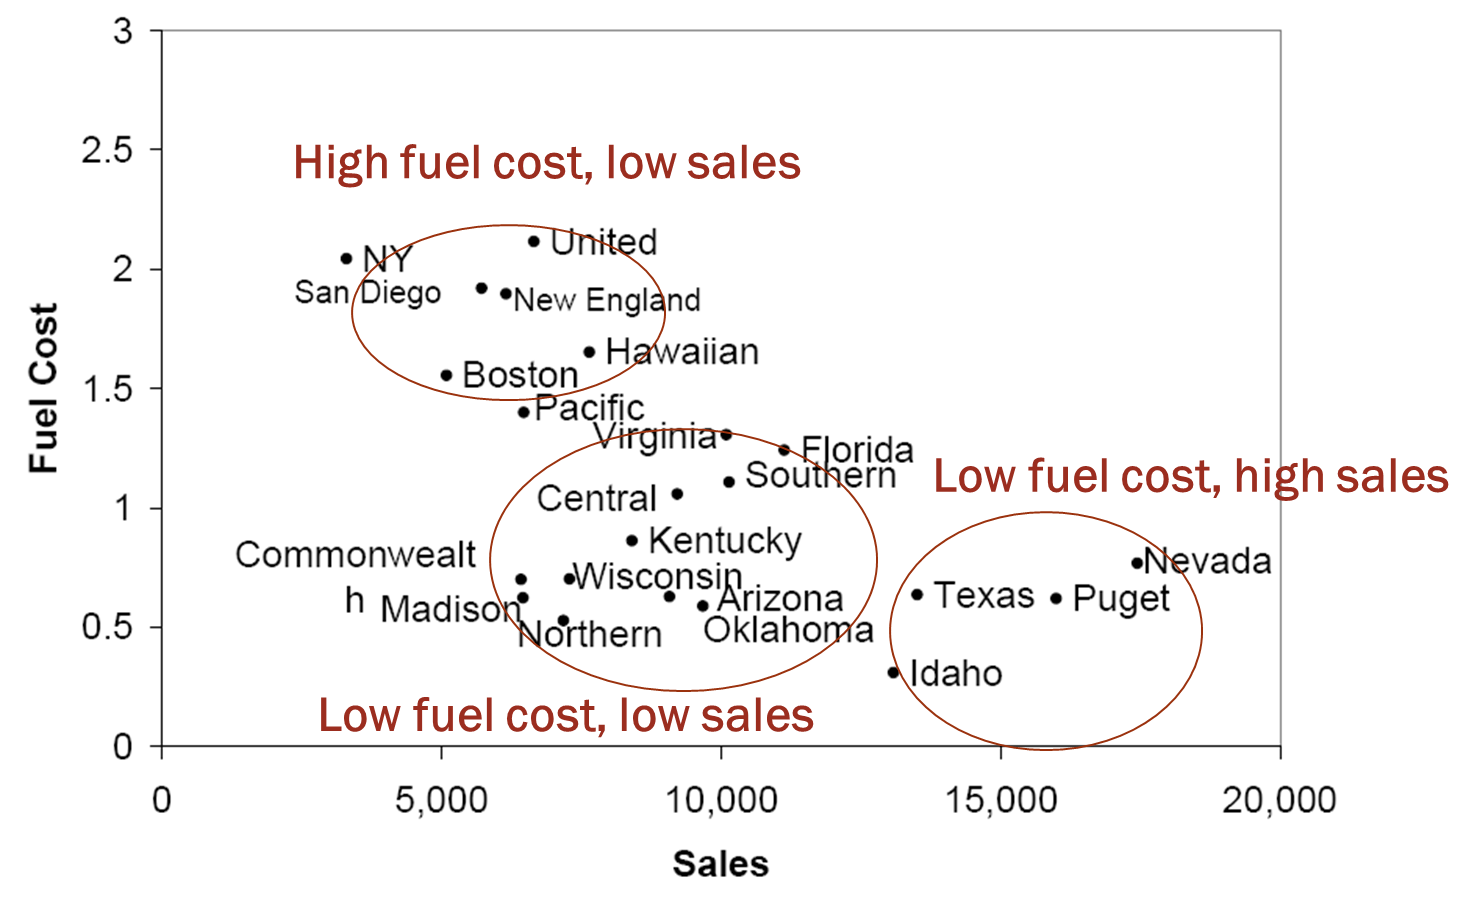 3
2.5
High fuel cost, low sales
United
NY
2
San Diego
New England
Hawaiian
Boston
1.5
Pacific
Virginia
Florida
Southern
Low fuel cost, high sales
Central
1
Kentucky
Commonwealt
h
Nevada
Wisconsin
Texas
Puget
Arizona
Madison
0.5
Northern
Oklahoma
Idaho
Low fuel cost, low sales
0
Fuel Cost
0
5,000
10,000
15,000
20,000
Sales